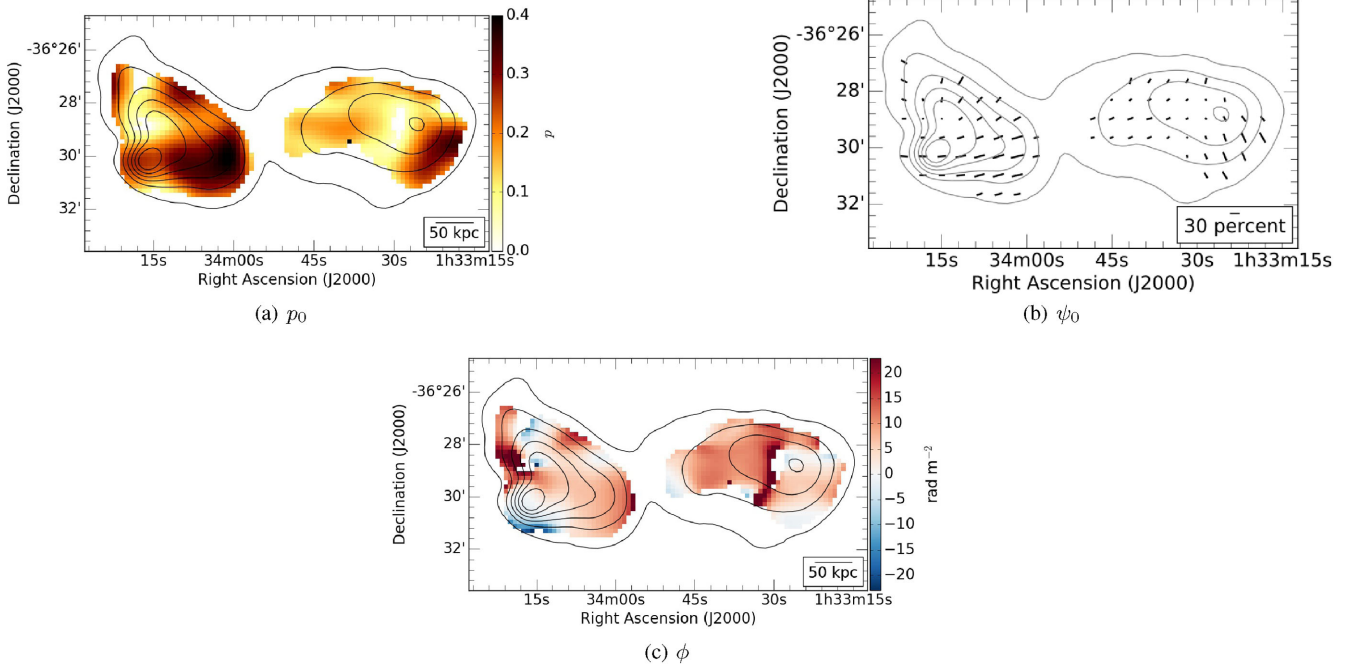 0.4
-36°26'
0.3
28'
0.2
p
30'
0.1
32'
50 kpc
0.0
15s 34m00s 45s 30s 1h33m15s
Declination (J2000)
Right Ascension (J2000)
(a) p₀
-36°26'
28'
30'
32'
30 percent
15s 34m00s 45s 30s 1h33m15s
Declination (J2000)
Right Ascension (J2000)
(b) ψ₀
20
-36°26'
15
10
28'
5
0
rad m⁻²
30'
−5
−10
32'
−15
50 kpc
−20
15s 34m00s 45s 30s 1h33m15s
Declination (J2000)
Right Ascension (J2000)
(c) ϕ